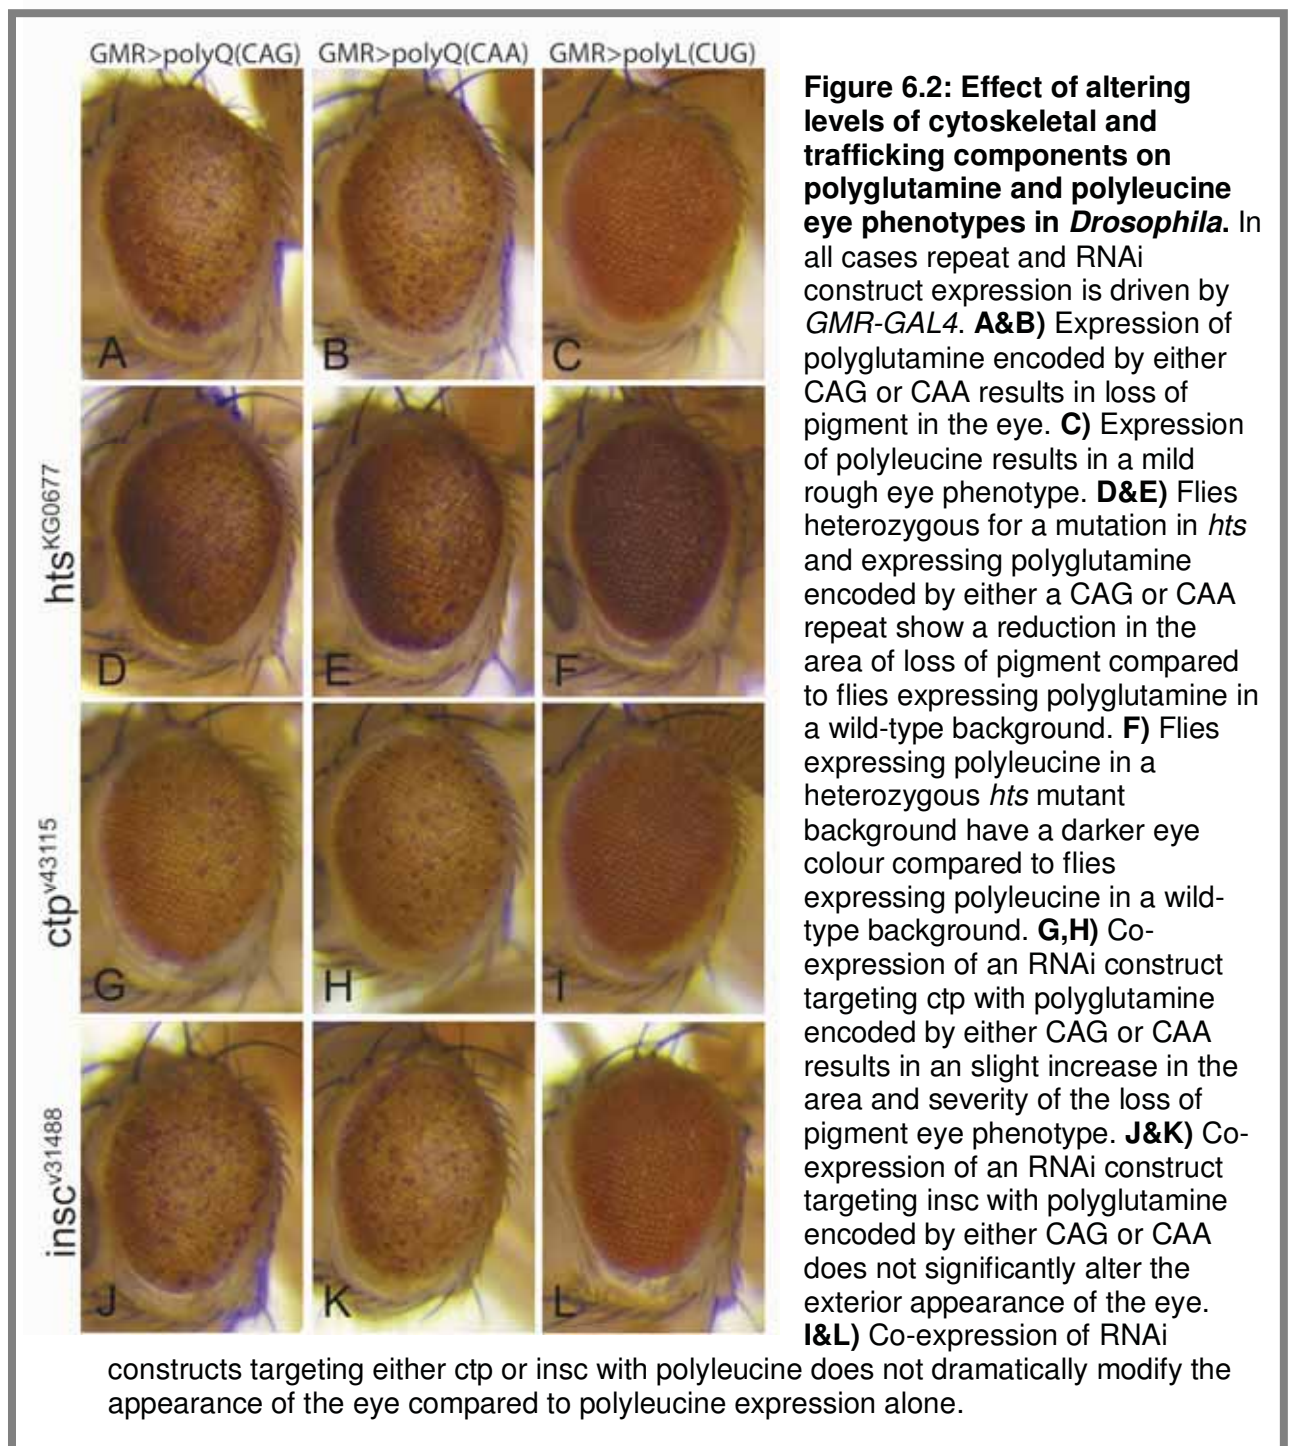 GMR>polyQ(CAG) GMR>polyQ(CAA) GMR>polyL(CUG)
A
B
C
htsKG0677
D
E
F
ctpv43115
G
H
I
inscv31488
J
K
L
Figure 6.2: Effect of altering
levels of cytoskeletal and
trafficking components on
polyglutamine and polyleucine
eye phenotypes in Drosophila. In
all cases repeat and RNAi
construct expression is driven by
GMR-GAL4. A&B) Expression of
polyglutamine encoded by either
CAG or CAA results in loss of
pigment in the eye. C) Expression
of polyleucine results in a mild
rough eye phenotype. D&E) Flies
heterozygous for a mutation in hts
and expressing polyglutamine
encoded by either a CAG or CAA
repeat show a reduction in the
area of loss of pigment compared
to flies expressing polyglutamine in
a wild-type background. F) Flies
expressing polyleucine in a
heterozygous hts mutant
background have a darker eye
colour compared to flies
expressing polyleucine in a wild-
type background. G,H) Co-
expression of an RNAi construct
targeting ctp with polyglutamine
encoded by either CAG or CAA
results in an slight increase in the
area and severity of the loss of
pigment eye phenotype. J&K) Co-
expression of an RNAi construct
targeting insc with polyglutamine
encoded by either CAG or CAA
does not significantly alter the
exterior appearance of the eye.
I&L) Co-expression of RNAi
constructs targeting either ctp or insc with polyleucine does not dramatically modify the
appearance of the eye compared to polyleucine expression alone.